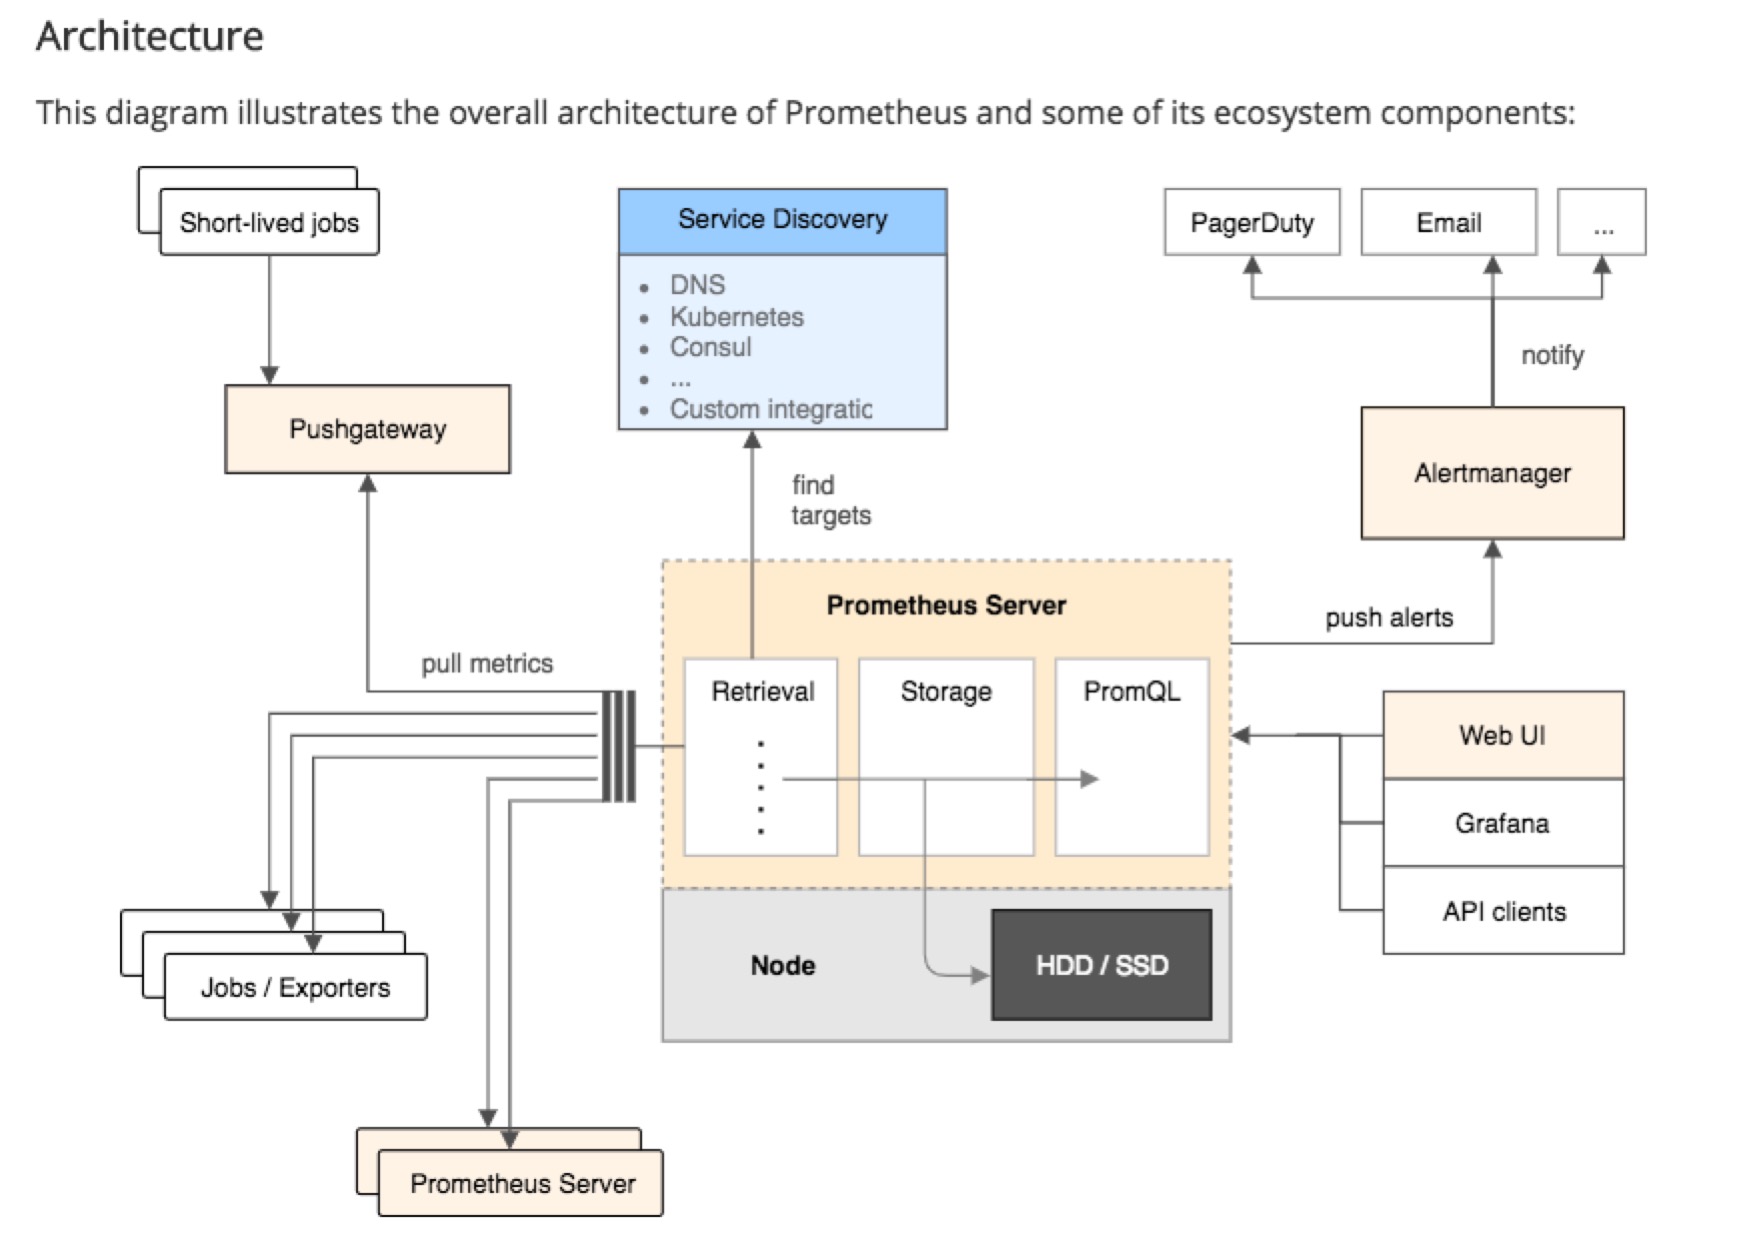 Architecture
This diagram illustrates the overall architecture of Prometheus and some of its ecosystem components:
Short-lived jobs
Service Discovery
• DNS
• Kubernetes
• Consul
• ...
• Custom integratic
PagerDuty
Email
...
notify
Pushgateway
Alertmanager
find
targets
Prometheus Server
push alerts
pull metrics
Retrieval
Storage
PromQL
Web UI
Grafana
API clients
Node
HDD / SSD
Jobs / Exporters
Prometheus Server